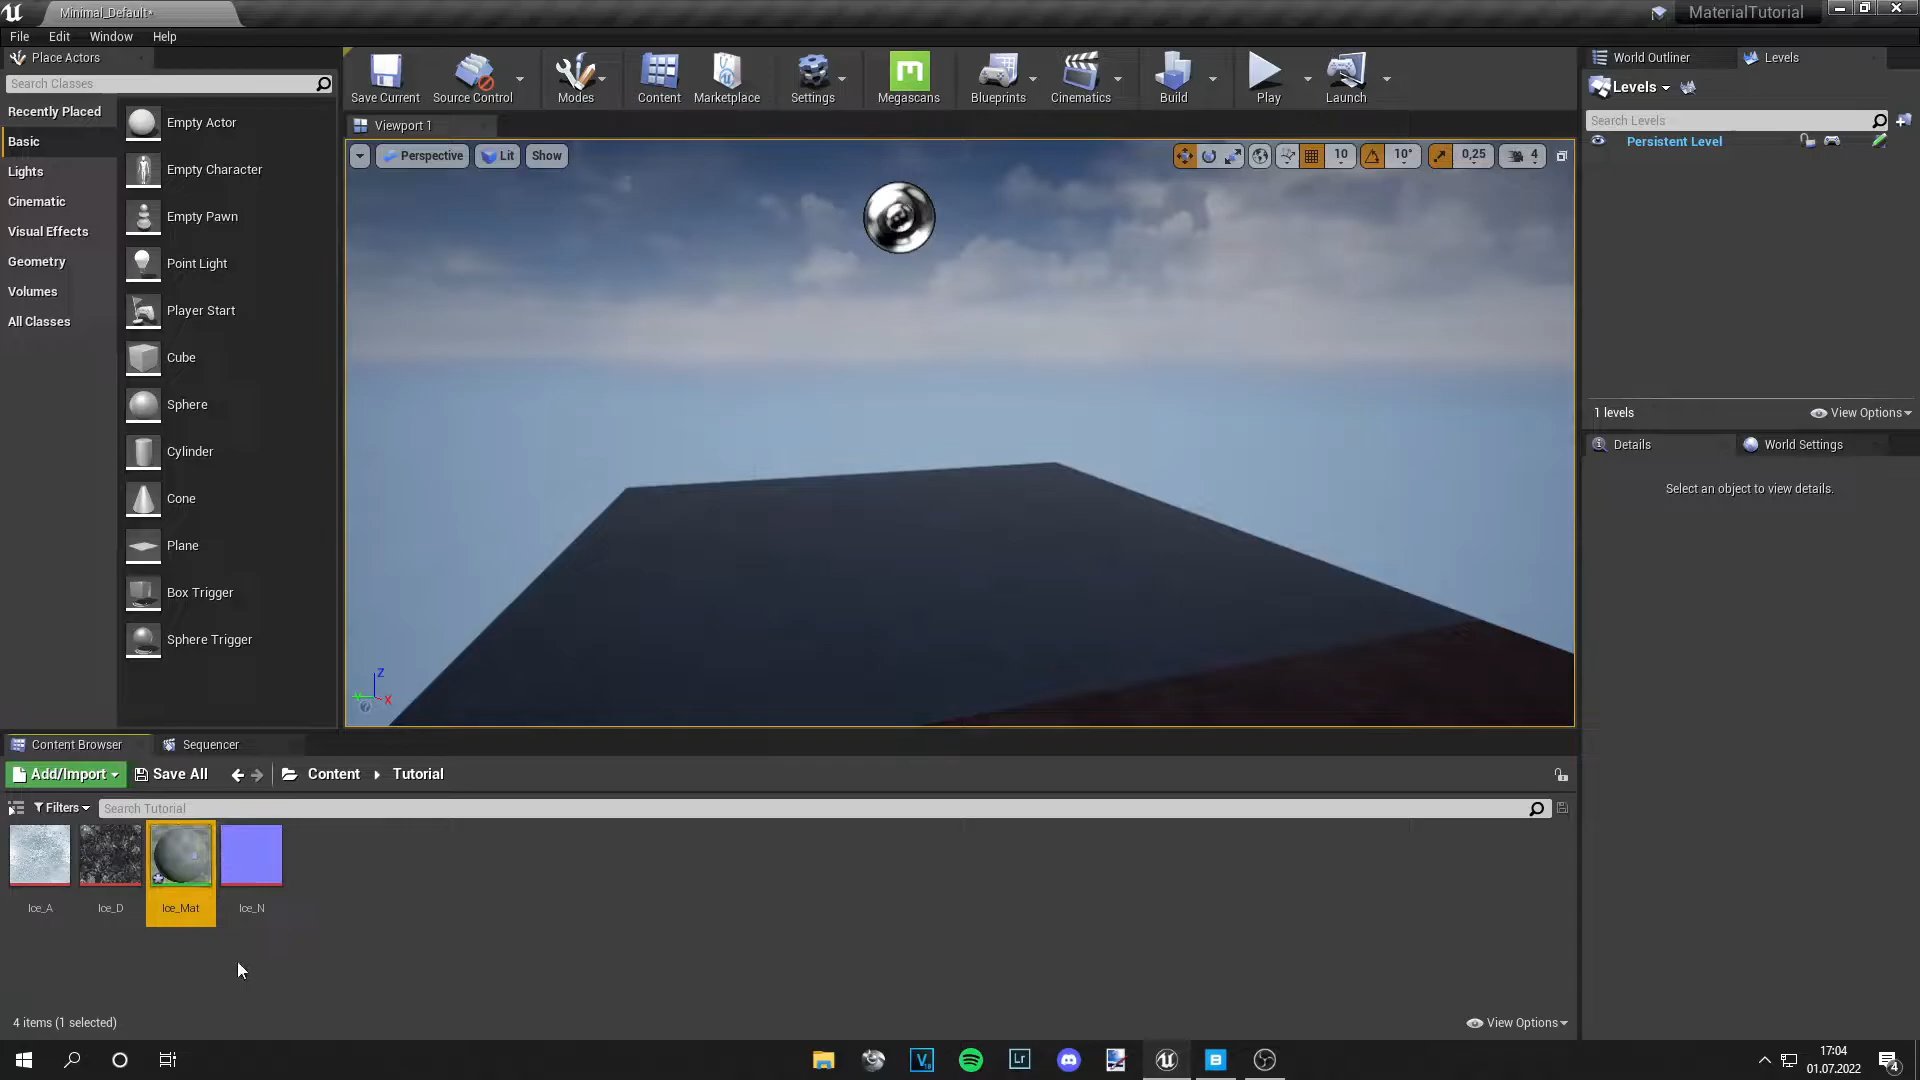 Minimal_Default*
MaterialTutorial
File
Edit
Window
Help
Place Actors
Search Classes
Recently Placed
Basic
Lights
Cinematic
Visual Effects
Geometry
Volumes
All Classes
Empty Actor
Empty Character
Empty Pawn
Point Light
Player Start
Cube
Sphere
Cylinder
Cone
Plane
Box Trigger
Sphere Trigger
Save Current
Source Control
Modes
Content
Marketplace
Settings
Megascans
Blueprints
Cinematics
Build
Play
Launch
Viewport 1
Perspective
Lit
Show
10
10°
0,25
4
Z
X
World Outliner
Levels
Levels
Search Levels
Persistent Level
1 levels
View Options
Details
World Settings
Select an object to view details.
Content Browser
Sequencer
Add/Import
Save All
Content
Tutorial
Filters
Search Tutorial
Ice_A
Ice_D
Ice_Mat
Ice_N
4 items (1 selected)
View Options
Lr
17:04
01.07.2022
4